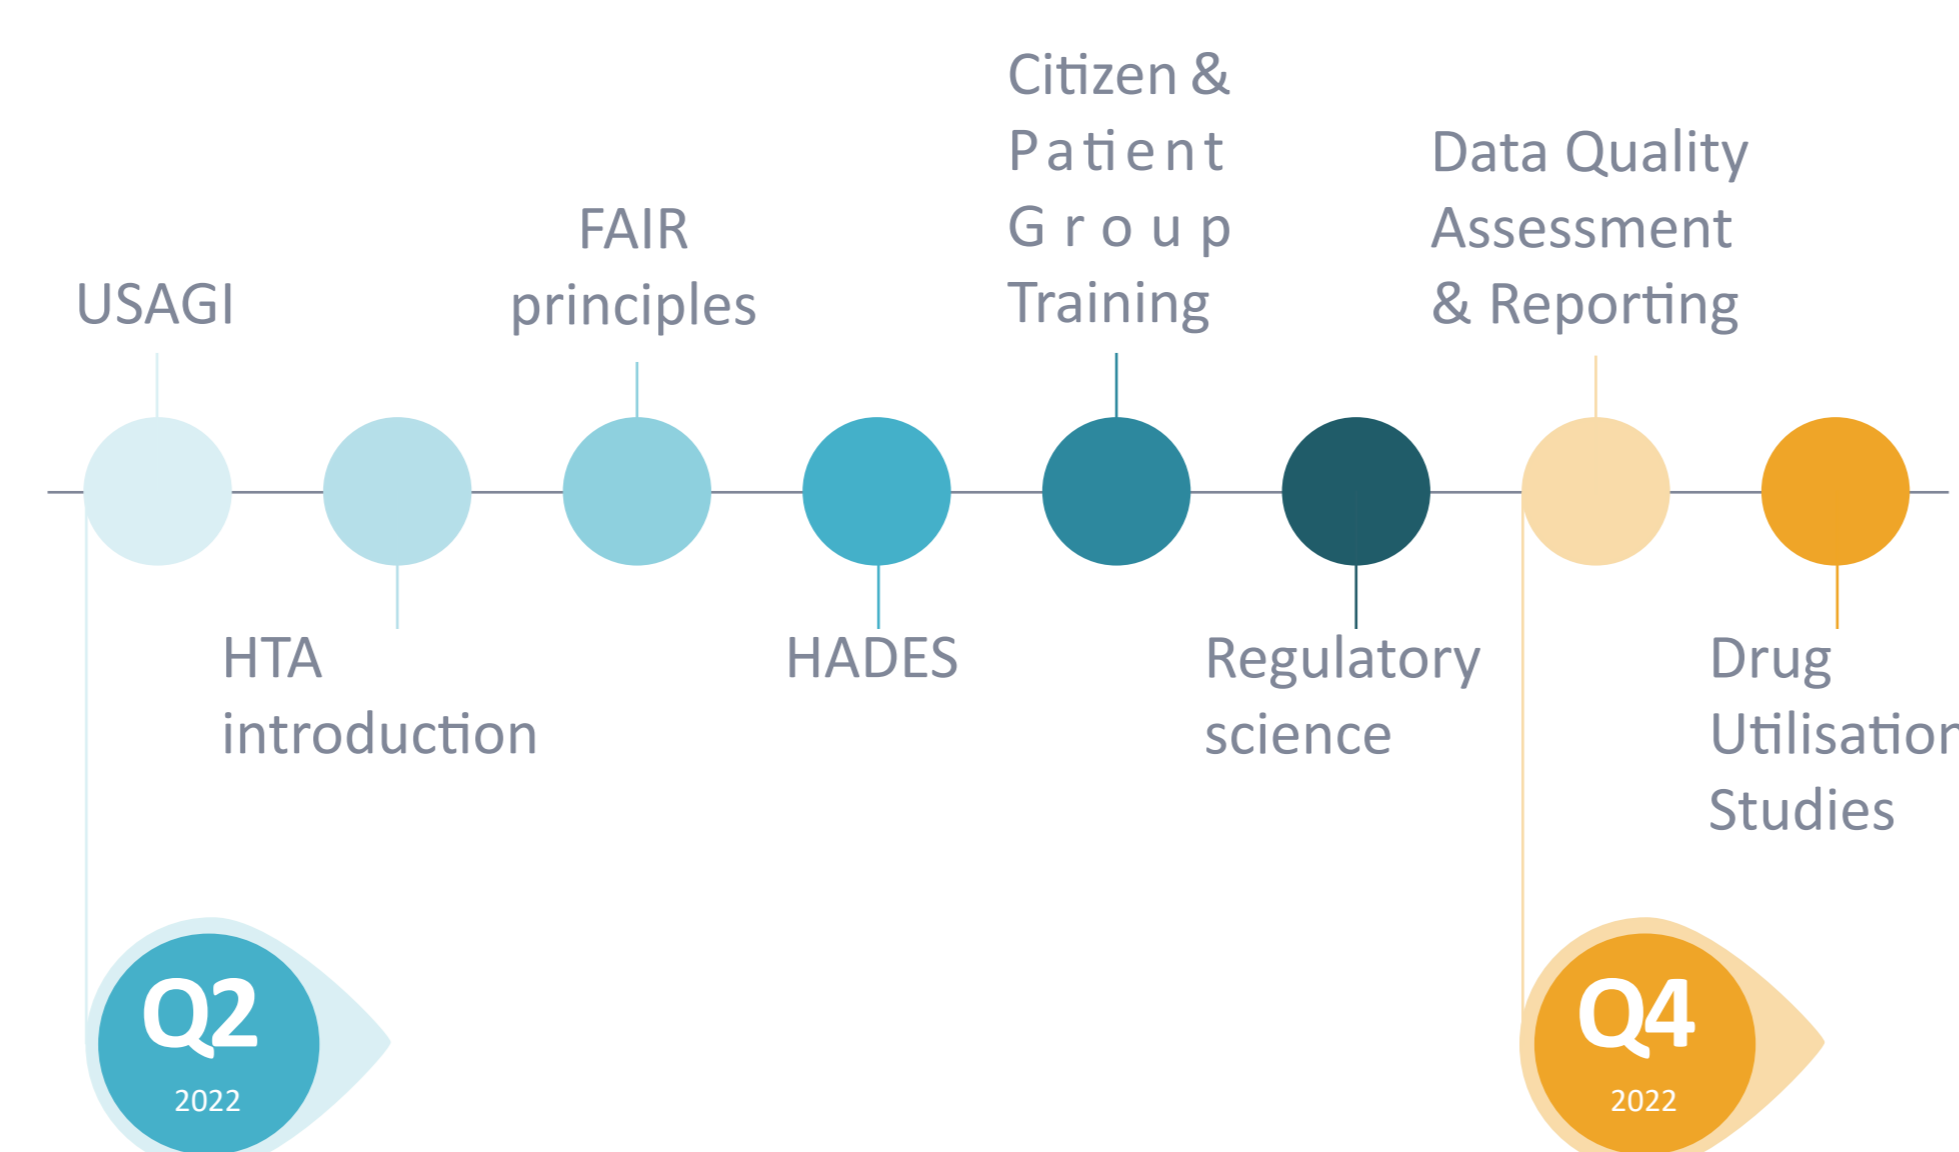 USAGI
HTA
introduction
FAIR
principles
HADES
Citizen &
Patient
Group
Training
Regulatory
science
Data Quality
Assessment
& Reporting
Drug
Utilisation
Studies
Q2
2022
Q4
2022